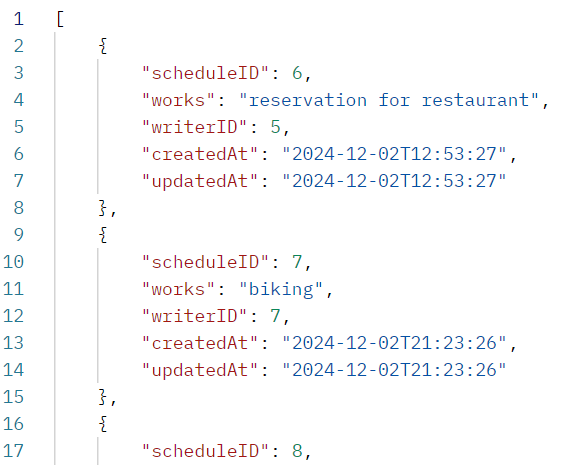 1 [
2 {
3 "scheduleID": 6,
4 "works": "reservation for restaurant",
5 "writerID": 5,
6 "createdAt": "2024-12-02T12:53:27",
7 "updatedAt": "2024-12-02T12:53:27"
8 },
9 {
10 "scheduleID": 7,
11 "works": "biking",
12 "writerID": 7,
13 "createdAt": "2024-12-02T21:23:26",
14 "updatedAt": "2024-12-02T21:23:26"
15 },
16 {
17 "scheduleID": 8,